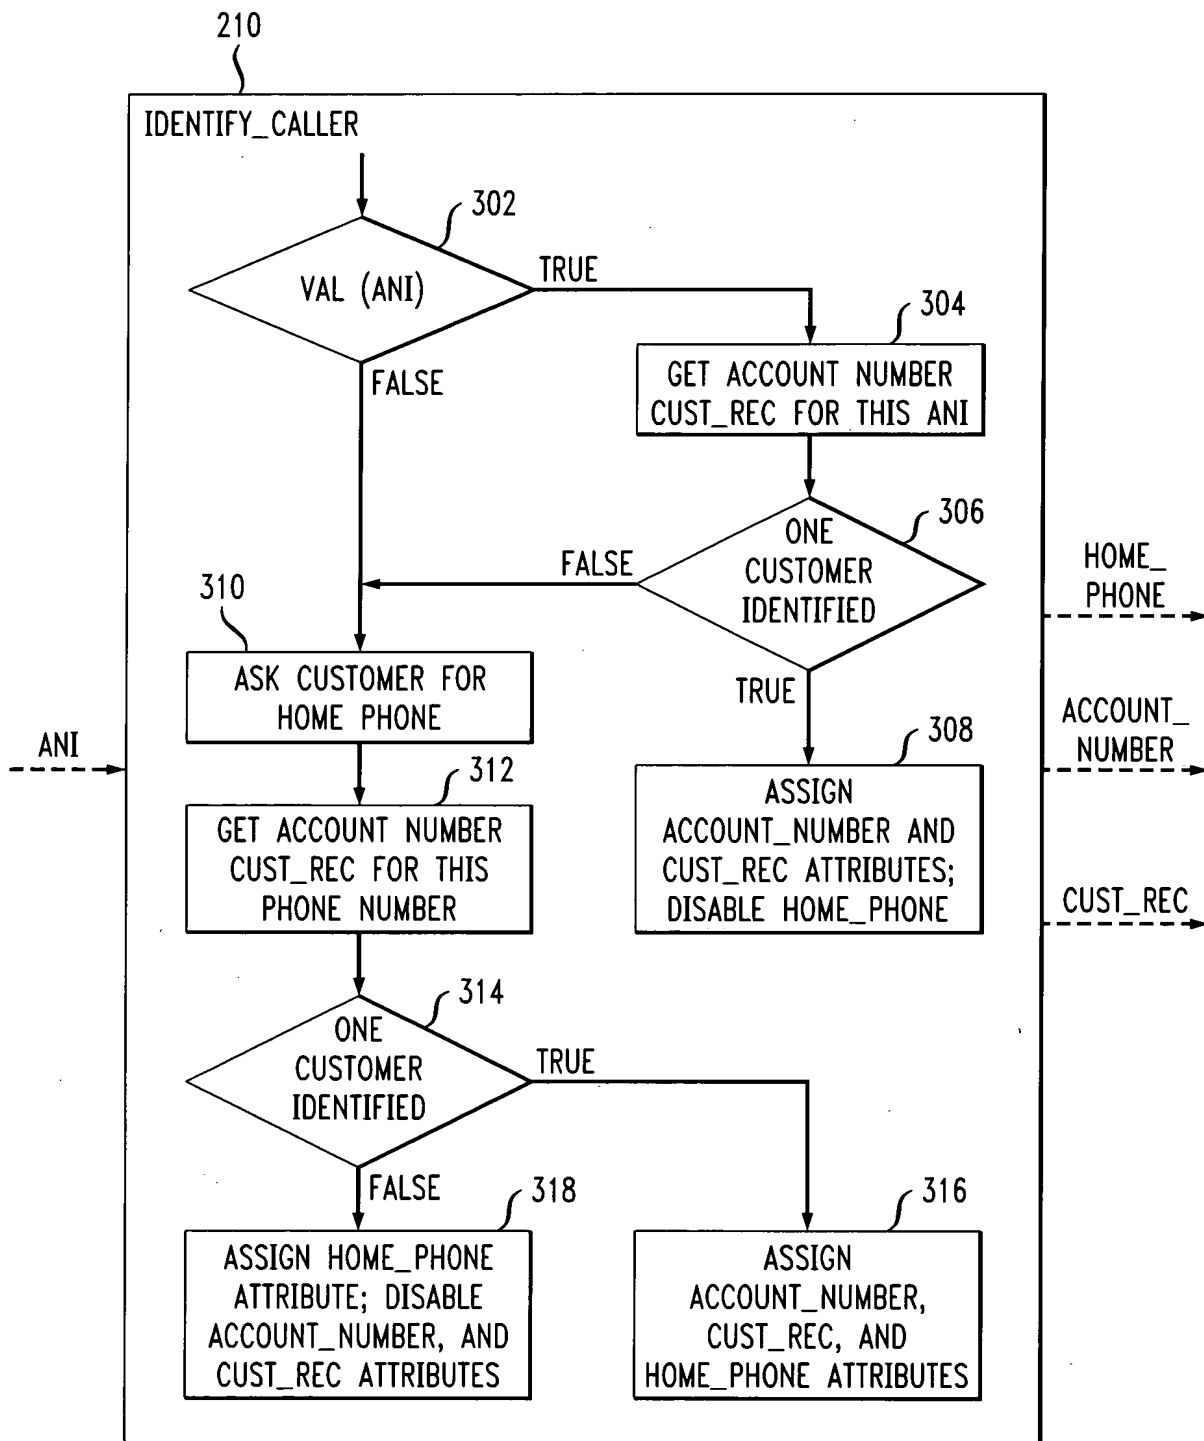 210
IDENTIFY_CALLER
302
VAL (ANI)
TRUE
FALSE
304
GET ACCOUNT NUMBER
CUST_REC FOR THIS ANI
306
ONE
CUSTOMER
IDENTIFIED
FALSE
TRUE
HOME_
PHONE
310
ASK CUSTOMER FOR
HOME PHONE
ANI
308
ASSIGN
ACCOUNT_NUMBER AND
CUST_REC ATTRIBUTES;
DISABLE HOME_PHONE
ACCOUNT_
NUMBER
312
GET ACCOUNT NUMBER
CUST_REC FOR THIS
PHONE NUMBER
CUST_REC
314
ONE
CUSTOMER
IDENTIFIED
TRUE
FALSE
318
ASSIGN HOME_PHONE
ATTRIBUTE; DISABLE
ACCOUNT_NUMBER, AND
CUST_REC ATTRIBUTES
316
ASSIGN
ACCOUNT_NUMBER,
CUST_REC, AND
HOME_PHONE ATTRIBUTES